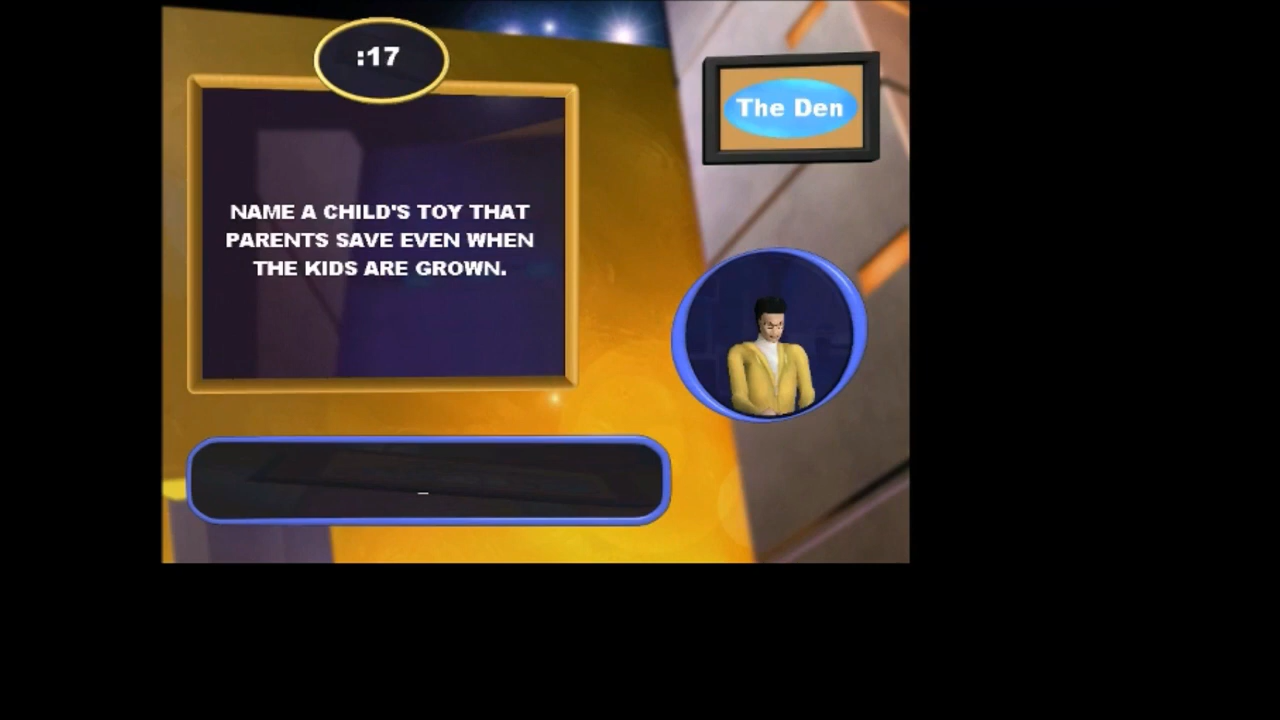 :17
The Den
NAME A CHILD'S TOY THAT
PARENTS SAVE EVEN WHEN
THE KIDS ARE GROWN.
_